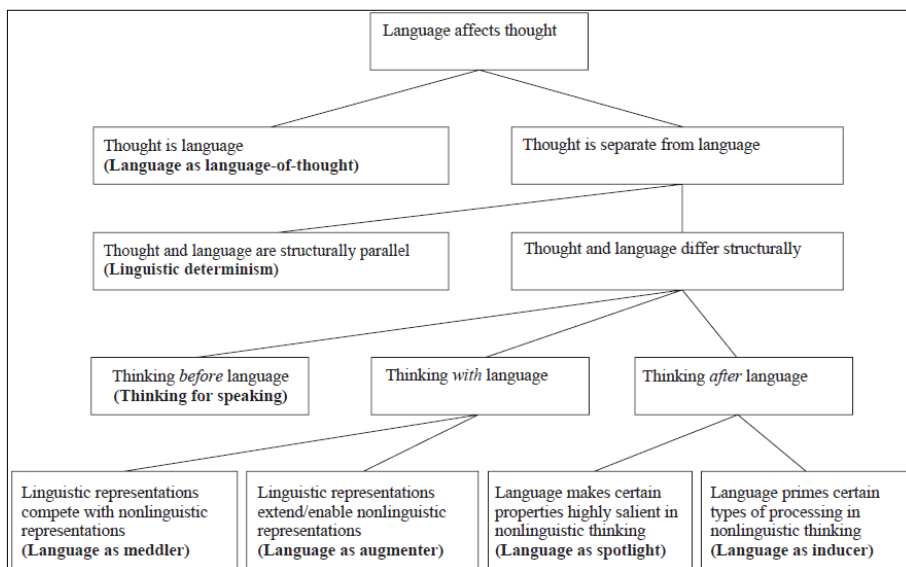 Language affects thought
Thought is language
(Language as language-of-thought)
Thought is separate from language
Thought and language are structurally parallel
(Linguistic determinism)
Thought and language differ structurally
Thinking before language
(Thinking for speaking)
Thinking with language
Thinking after language
Linguistic representations
compete with nonlinguistic
representations
(Language as meddler)
Linguistic representations
extend/enable nonlinguistic
representations
(Language as augmenter)
Language makes certain
properties highly salient in
nonlinguistic thinking
(Language as spotlight)
Language primes certain
types of processing in
nonlinguistic thinking
(Language as inducer)